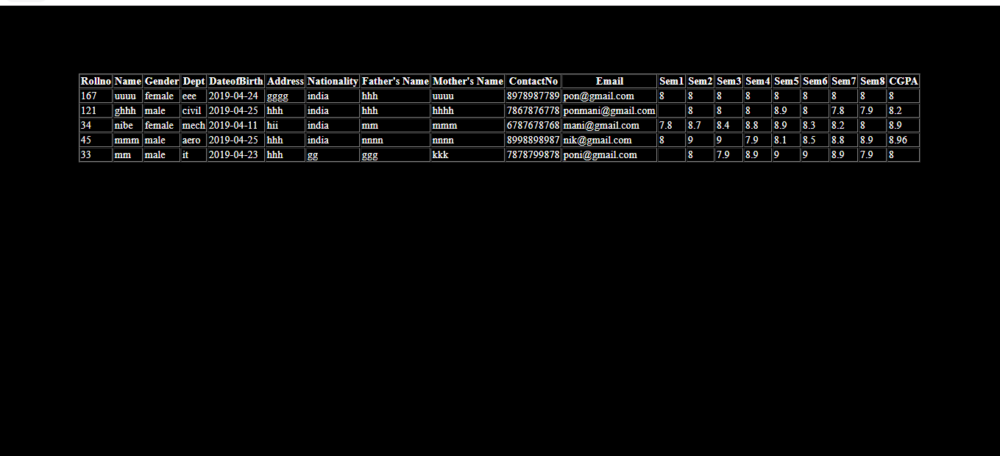 Rollno Name Gender Dept DateofBirth Address Nationality Father's Name Mother's Name ContactNo Email Sem1 Sem2 Sem3 Sem4 Sem5 Sem6 Sem7 Sem8 CGPA
167 uuuu female eee 2019-04-24 gggg india hhh uuuu 8978987789 pon@gmail.com 8 8 8 8 8 8 8 8 8
121 ghhh male civil 2019-04-25 hhh india hhh hhhh 7867876778 ponmani@gmail.com 8 8 8 8.9 8 7.8 7.9 8.2
34 nibe female mech 2019-04-11 hii india mm mmm 6787678768 mani@gmail.com 7.8 8.7 8.4 8.8 8.9 8.3 8.2 8 8.9
45 mmm male aero 2019-04-25 hhh india nnnn nnnn 8998898987 nik@gmail.com 8 9 9 7.9 8.1 8.5 8.8 8.9 8.96
33 mm male it 2019-04-23 hhh gg ggg kkk 7878799878 poni@gmail.com 8 7.9 8.9 9 9 8.9 7.9 8